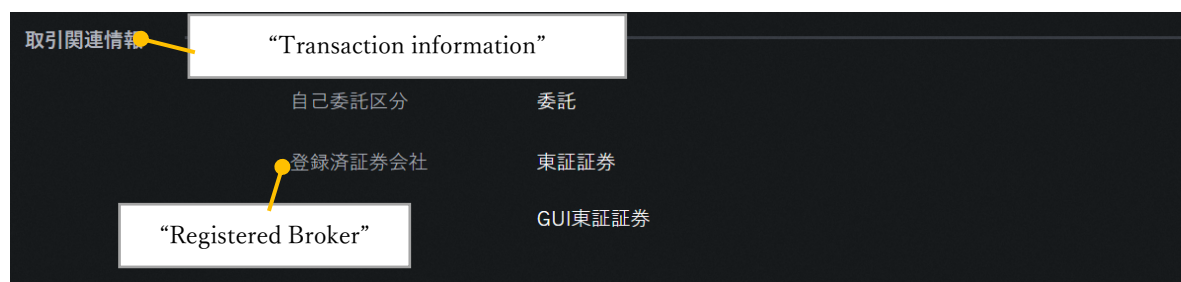 取引関連情報
“Transaction information”
自己委託区分
委託
登録済証券会社
東証証券
“Registered Broker”
GUI東証証券